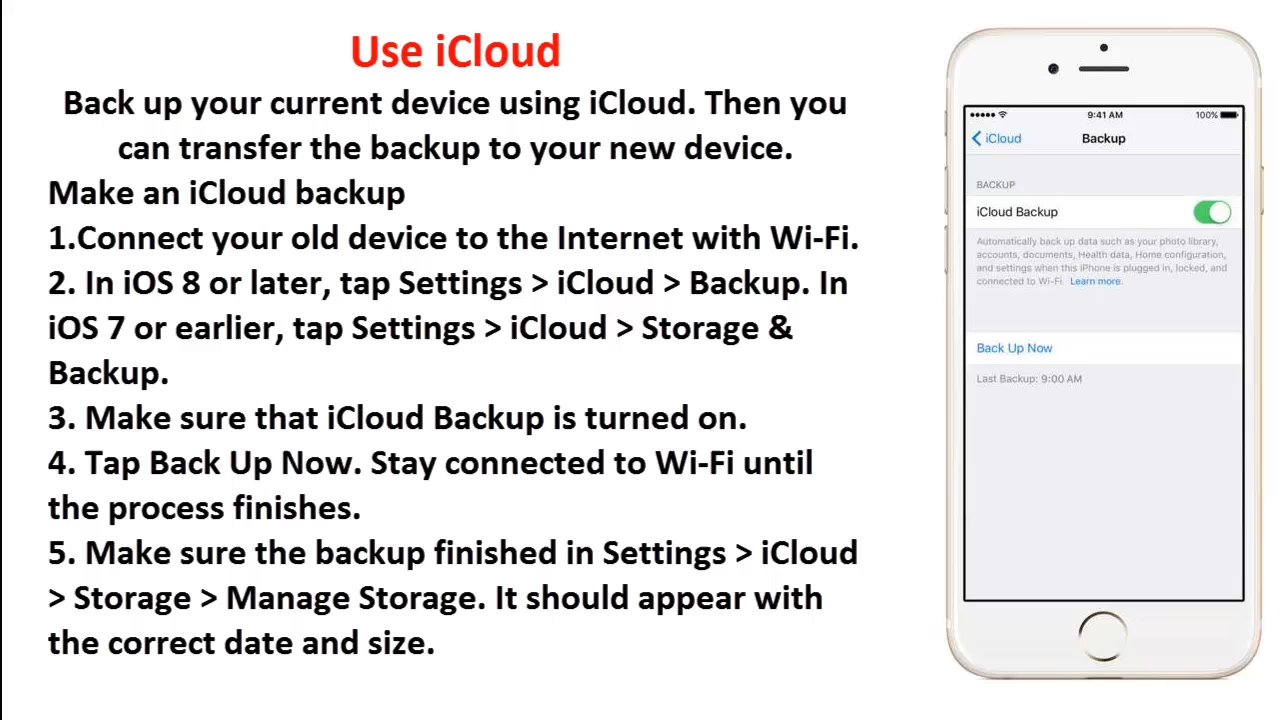 Use iCloud
Back up your current device using iCloud. Then you
can transfer the backup to your new device.
Make an iCloud backup
1.Connect your old device to the Internet with Wi-Fi.
2. In iOS 8 or later, tap Settings > iCloud > Backup. In
iOS 7 or earlier, tap Settings > iCloud > Storage &
Backup.
3. Make sure that iCloud Backup is turned on.
4. Tap Back Up Now. Stay connected to Wi-Fi until
the process finishes.
5. Make sure the backup finished in Settings > iCloud
> Storage > Manage Storage. It should appear with
the correct date and size.
9:41 AM 100%
iCloud Backup
BACKUP
iCloud Backup
Automatically back up data such as your photo library,
accounts, documents, Health data, Home configuration,
and settings when this iPhone is plugged in, locked, and
connected to Wi-Fi. Learn more.
Back Up Now
Last Backup: 9:00 AM